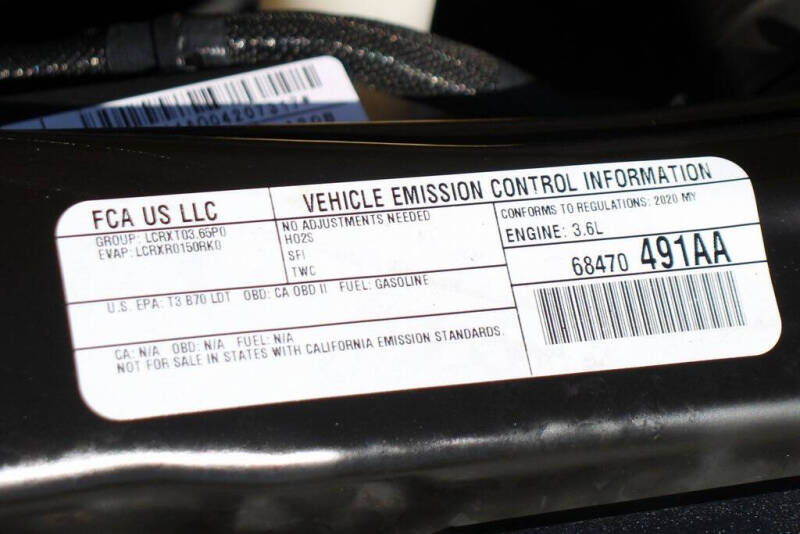 FCA US LLC
VEHICLE EMISSION CONTROL INFORMATION
GROUP: LCRXT03.65P0
EVAP: LCRXR0150RK0
NO ADJUSTMENTS NEEDED
HO2S
SFI
TWC
CONFORMS TO REGULATIONS: 2020 MY
ENGINE: 3.6L
68470 491AA
U.S. EPA: T3 B70 LDT OBD: CA OBD II FUEL: GASOLINE
CA: N/A OBD: N/A FUEL: N/A
NOT FOR SALE IN STATES WITH CALIFORNIA EMISSION STANDARDS.